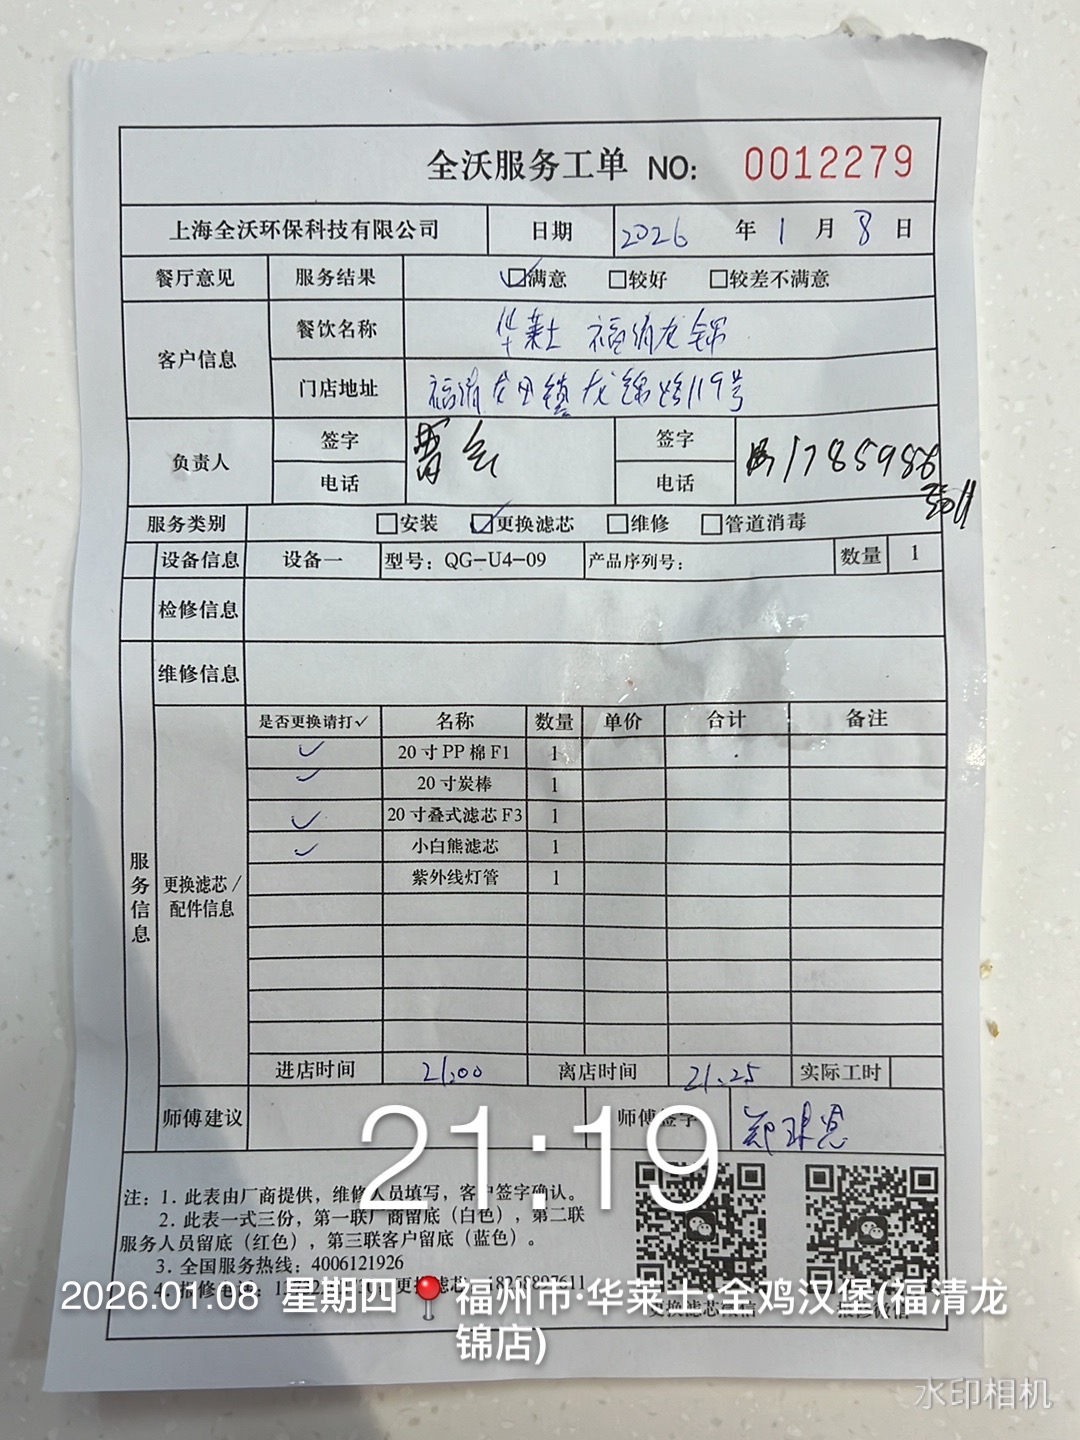 全沃服务工单 NO: 0012279
上海全沃环保科技有限公司 日期 2026 年 1 月 8 日
餐厅意见 服务结果 ☑满意 □较好 □较差不满意
客户信息 餐饮名称 华莱士 福清龙锦
门店地址 福清龙田镇龙锦路119号
负责人 签字 签字
电话 电话
服务类别 □安装 ☑更换滤芯 □维修 □管道消毒
设备信息 设备一 型号：QG-U4-09 产品序列号： 数量 1
检修信息
维修信息
服务信息
更换滤芯/
配件信息
是否更换请打✓ 名称 数量 单价 合计 备注
✓ 20寸PP棉F1 1
✓ 20寸炭棒 1
✓ 20寸叠式滤芯F3 1
✓ 小白熊滤芯 1
紫外线灯管 1
进店时间 21:00 离店时间 21:25 实际工时
师傅建议 师傅签字
21:19
注：1. 此表由厂商提供，维修人员填写，客户签字确认。
2. 此表一式三份，第一联厂商留底（白色），第二联
服务人员留底（红色），第三联客户留底（蓝色）。
3. 全国服务热线：4006121926
2026.01.08 星期四 福州市·华莱士·全鸡汉堡(福清龙
锦店)
水印相机